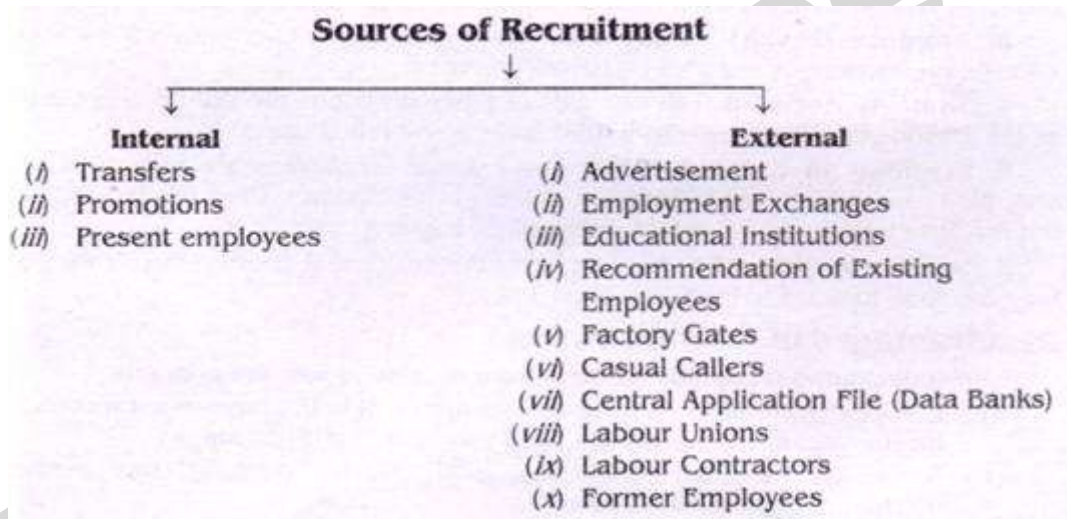 Sources of Recruitment
Internal
(i) Transfers
(ii) Promotions
(iii) Present employees
External
(i) Advertisement
(ii) Employment Exchanges
(iii) Educational Institutions
(iv) Recommendation of Existing
Employees
(v) Factory Gates
(vi) Casual Callers
(vii) Central Application File (Data Banks)
(viii) Labour Unions
(ix) Labour Contractors
(x) Former Employees